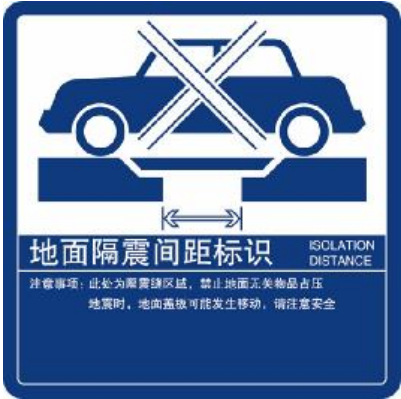 地面隔震间距标识
ISOLATION
DISTANCE
注意事项：此处为隔震缝区域，禁止地面无关物品占压
地震时，地面盖板可能发生移动，请注意安全